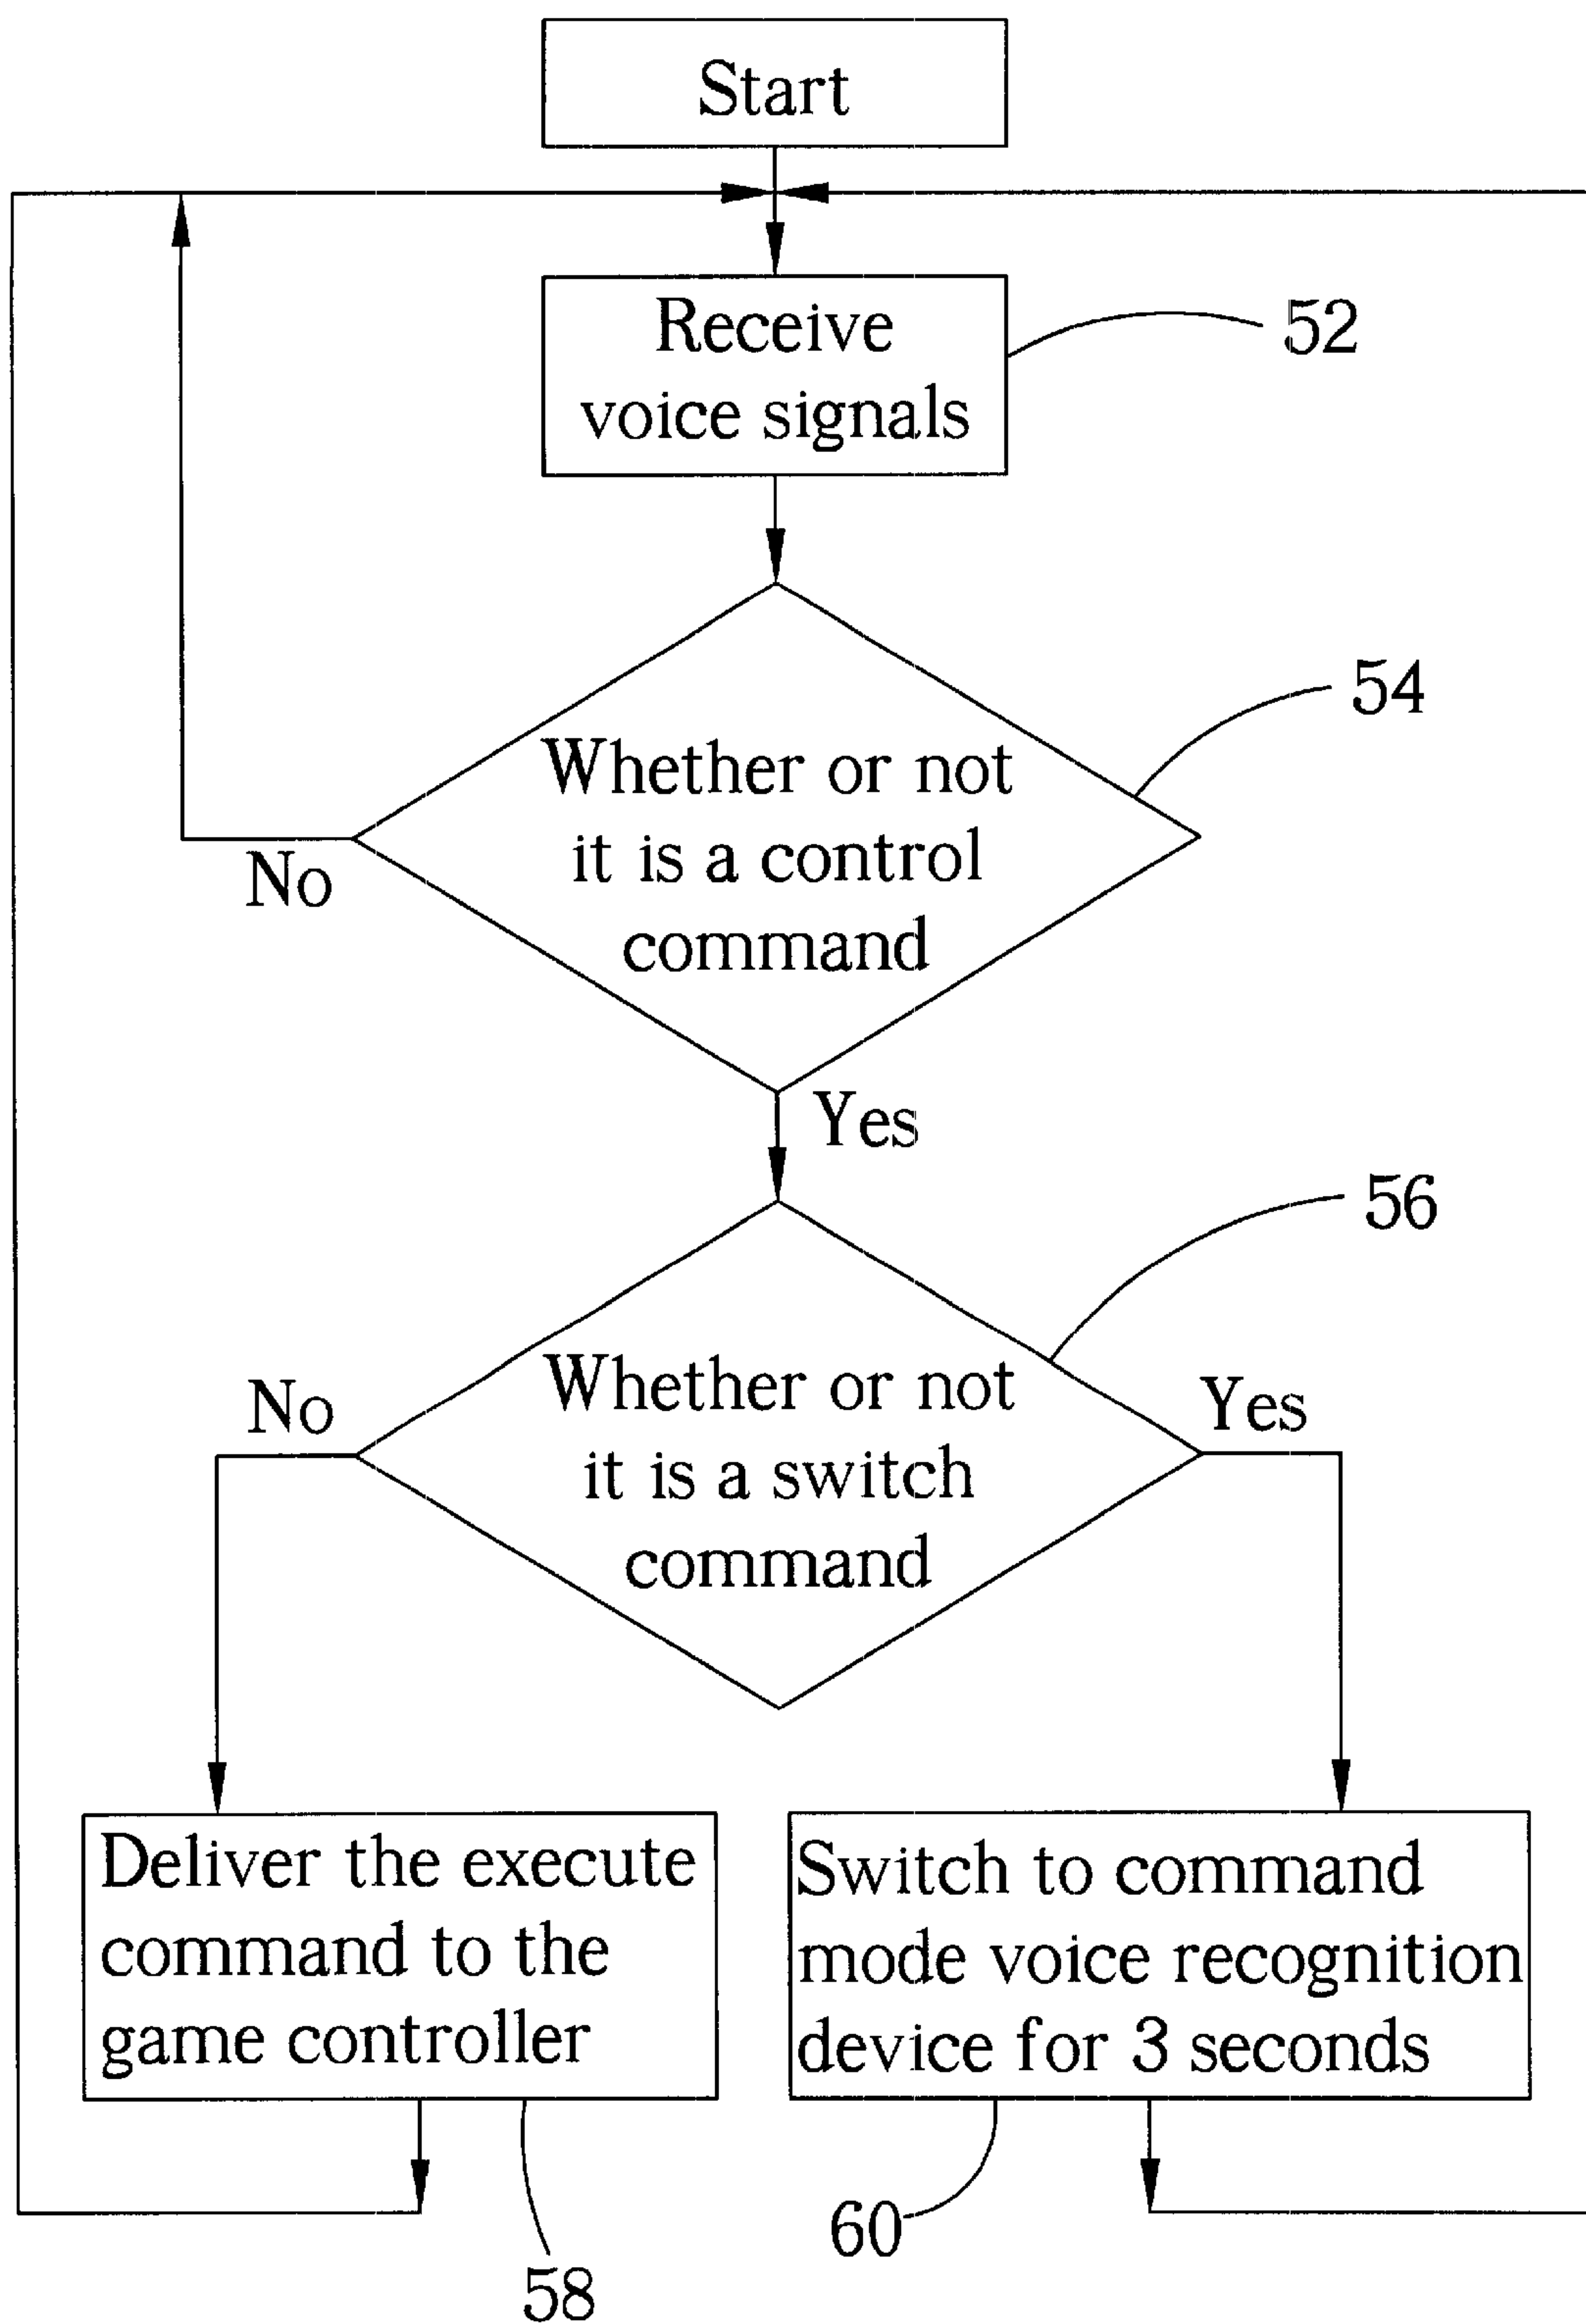 Start
Receive
voice signals
52
Whether or not
it is a control
command
54
No
Yes
Whether or not
it is a switch
command
56
No
Yes
Deliver the execute
command to the
game controller
Switch to command
mode voice recognition
device for 3 seconds
58
60